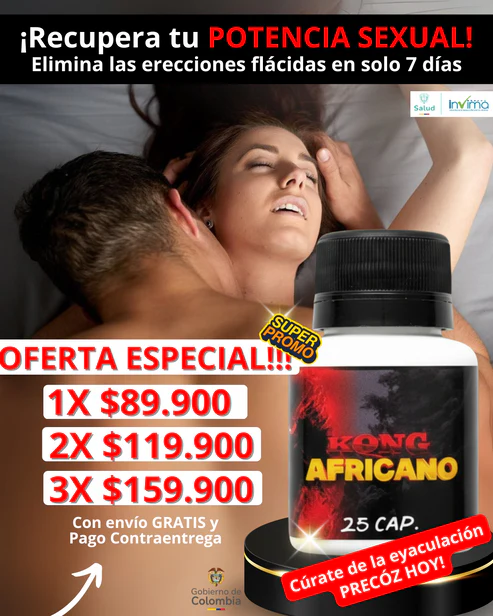 ¡Recupera tu POTENCIA SEXUAL!
Elimina las erecciones flácidas en solo 7 días
Salud
Invima
SUPER
PROMO
OFERTA ESPECIAL!!!
1X $89.900
2X $119.900
3X $159.900
Con envío GRATIS y
Pago Contraentrega
KONG
AFRICANO
25 CAP.
Cúrate de la eyaculación
PRECÓZ HOY!
Gobierno de
Colombia